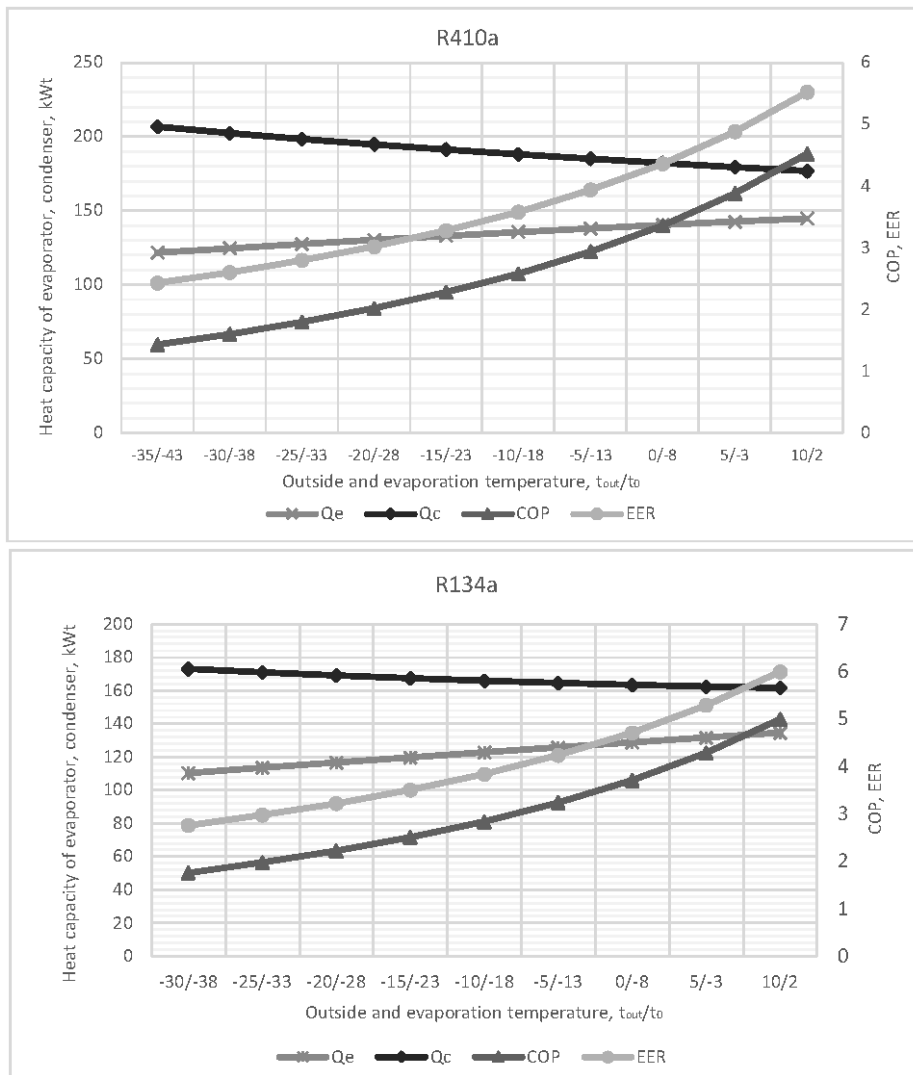 R410a
Heat capacity of evaporator, condenser, kWt
250
200
150
100
50
0
6
5
4
3
2
1
0
COP, EER
-35/-43 -30/-38 -25/-33 -20/-28 -15/-23 -10/-18 -5/-13 0/-8 5/-3 10/2
Outside and evaporation temperature, tout/t0
Qe Qc COP EER
R134a
Heat capacity of evaporator, condenser, kWt
200
180
160
140
120
100
80
60
40
20
0
7
6
5
4
3
2
1
0
COP, EER
-30/-38 -25/-33 -20/-28 -15/-23 -10/-18 -5/-13 0/-8 5/-3 10/2
Outside and evaporation temperature, tout/t0
Qe Qc COP EER